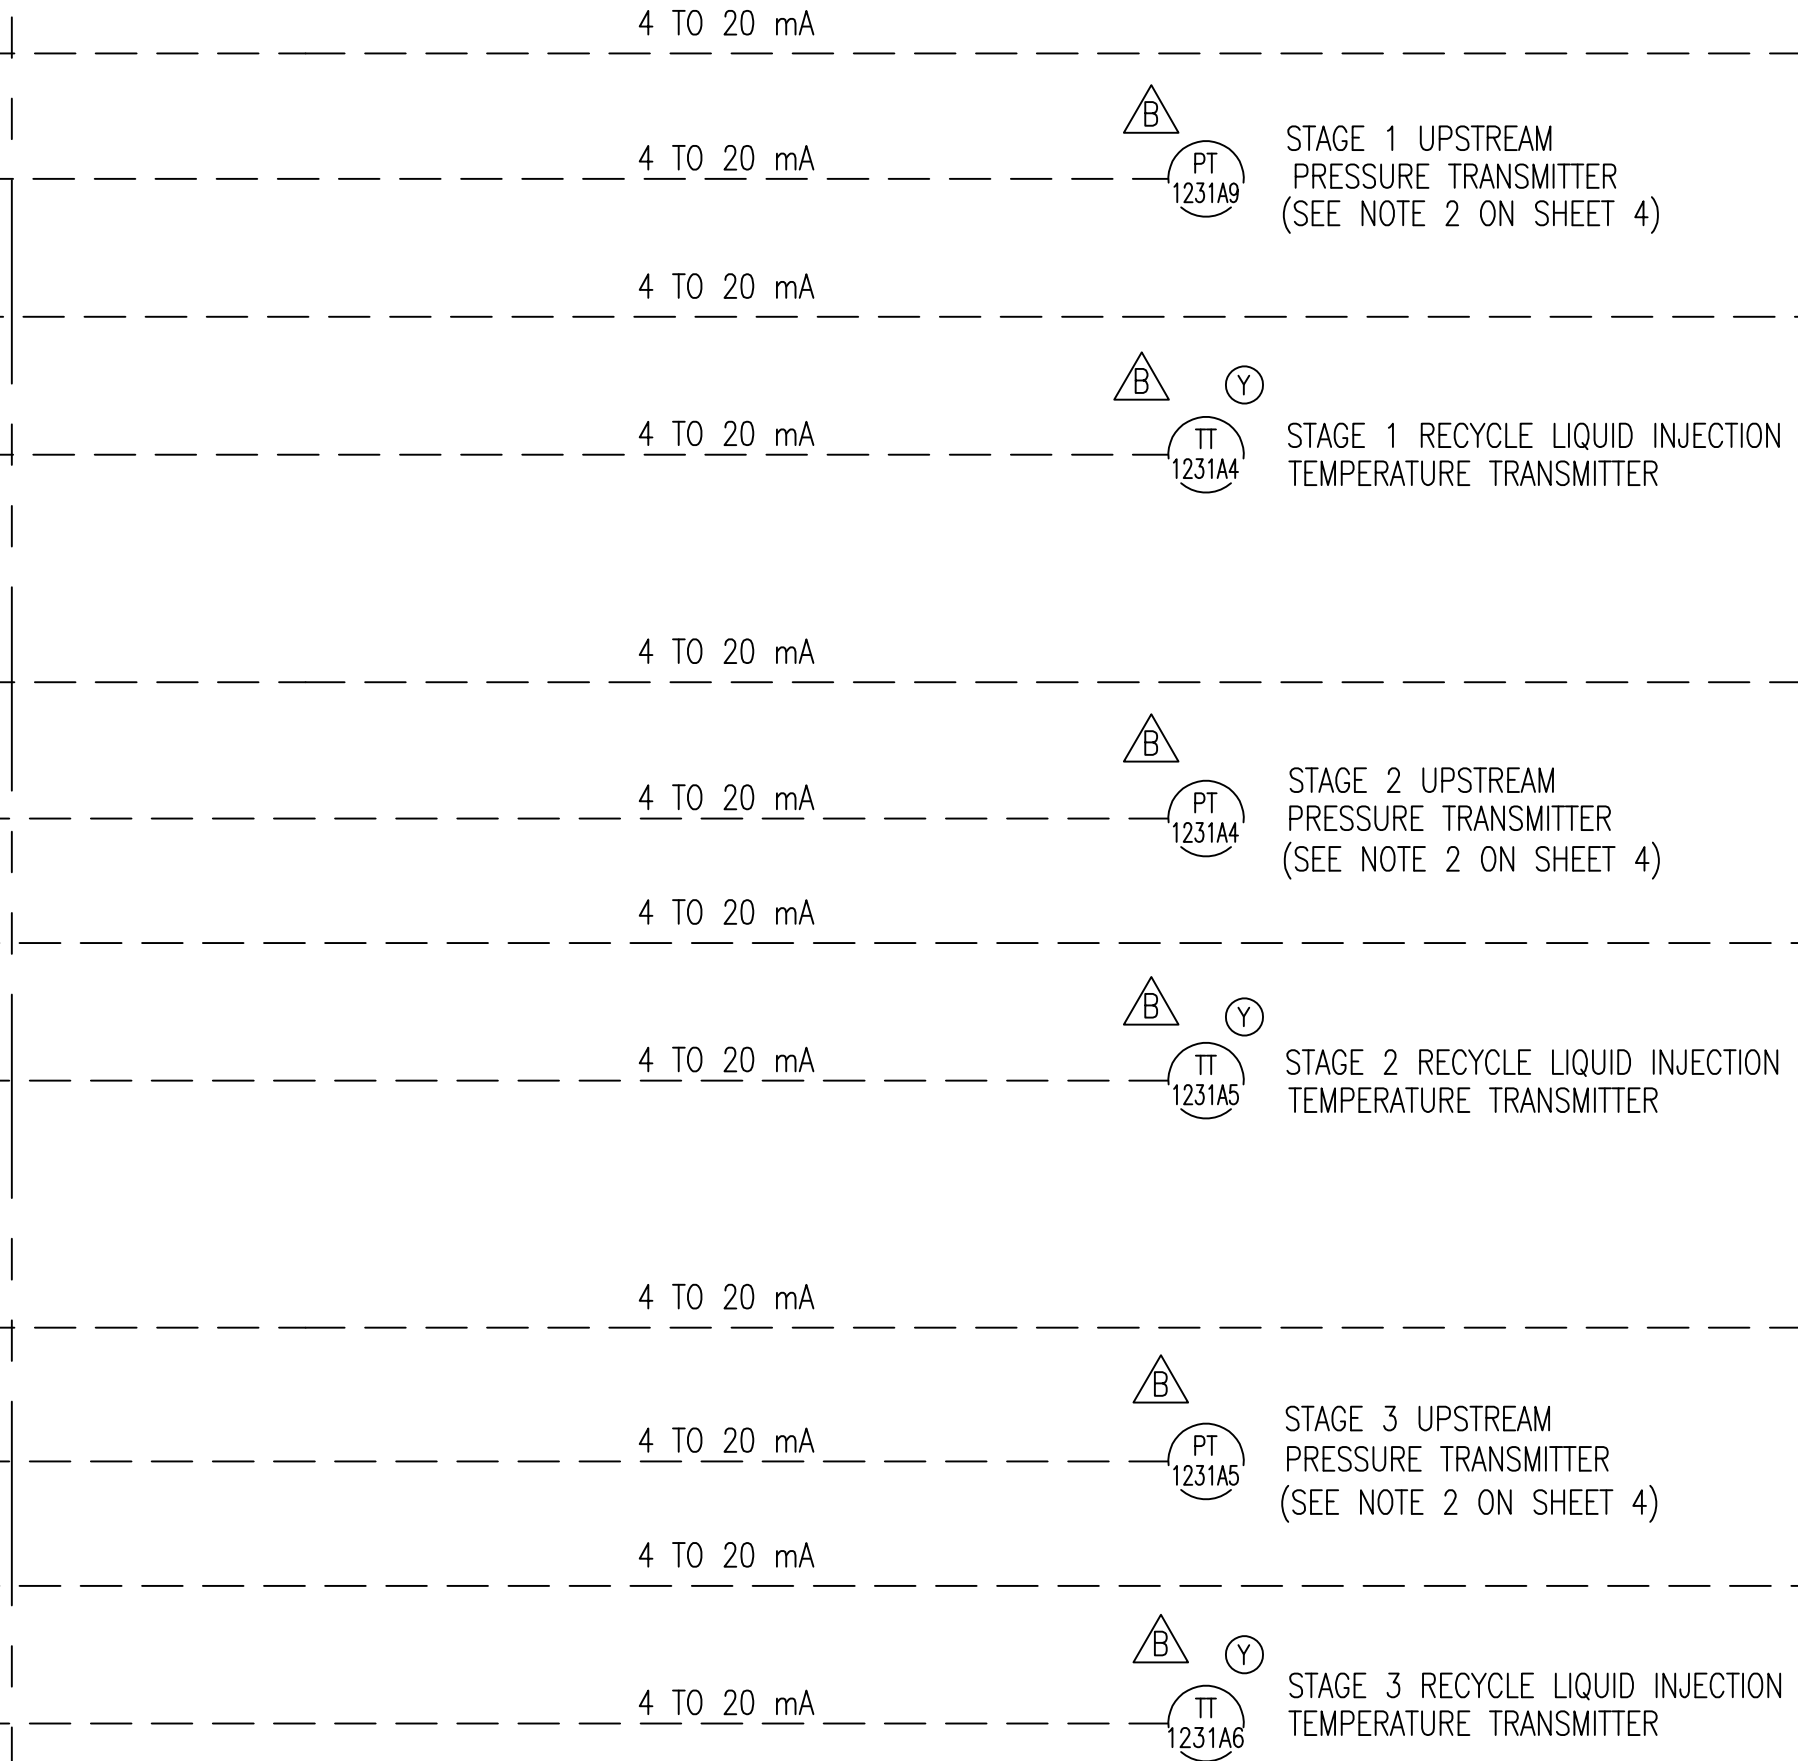 4 TO 20 mA
B
4 TO 20 mA
PT
1231A9
STAGE 1 UPSTREAM
PRESSURE TRANSMITTER
(SEE NOTE 2 ON SHEET 4)
4 TO 20 mA
B
Y
4 TO 20 mA
TT
1231A4
STAGE 1 RECYCLE LIQUID INJECTION
TEMPERATURE TRANSMITTER
4 TO 20 mA
B
4 TO 20 mA
PT
1231A4
STAGE 2 UPSTREAM
PRESSURE TRANSMITTER
(SEE NOTE 2 ON SHEET 4)
4 TO 20 mA
B
Y
4 TO 20 mA
TT
1231A5
STAGE 2 RECYCLE LIQUID INJECTION
TEMPERATURE TRANSMITTER
4 TO 20 mA
B
4 TO 20 mA
PT
1231A5
STAGE 3 UPSTREAM
PRESSURE TRANSMITTER
(SEE NOTE 2 ON SHEET 4)
4 TO 20 mA
B
Y
4 TO 20 mA
TT
1231A6
STAGE 3 RECYCLE LIQUID INJECTION
TEMPERATURE TRANSMITTER